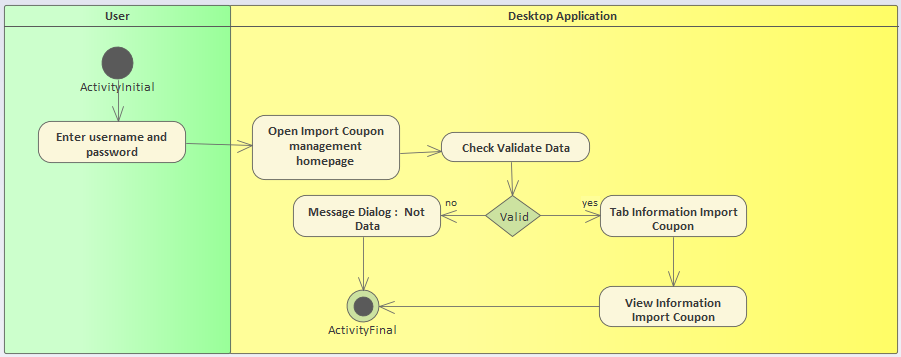 User
Desktop Application
ActivityInitial
Enter username and
password
Open Import Coupon
management
homepage
Check Validate Data
Valid
no
yes
Message Dialog :  Not
Data
Tab Information Import
Coupon
View Information
Import Coupon
ActivityFinal